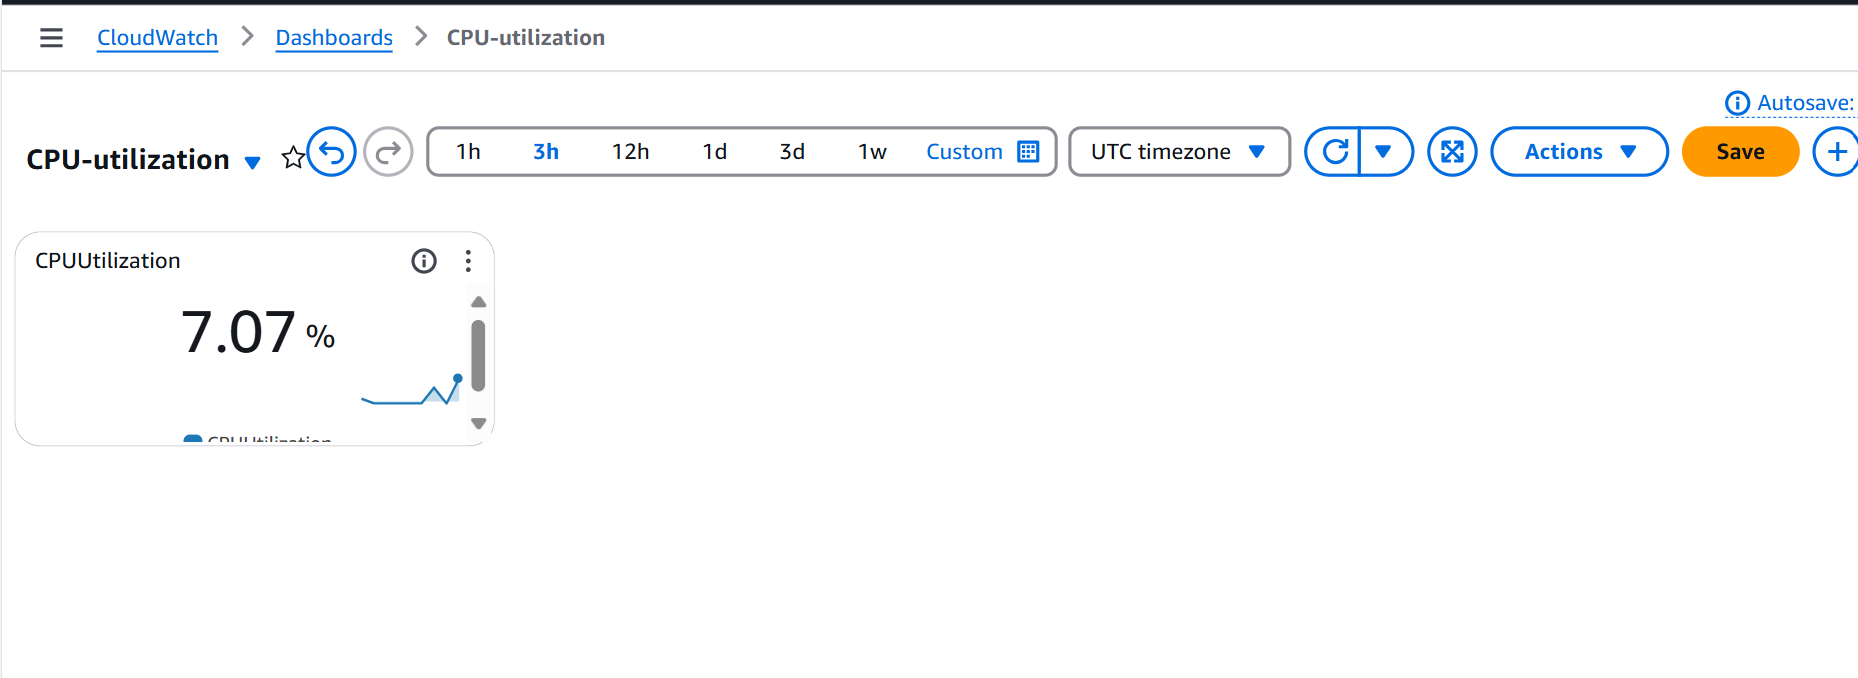 CloudWatch > Dashboards > CPU-utilization
Autosave:
CPU-utilization
1h 3h 12h 1d 3d 1w Custom
UTC timezone
Actions
Save
CPUUtilization
7.07 %
CPUUtilization